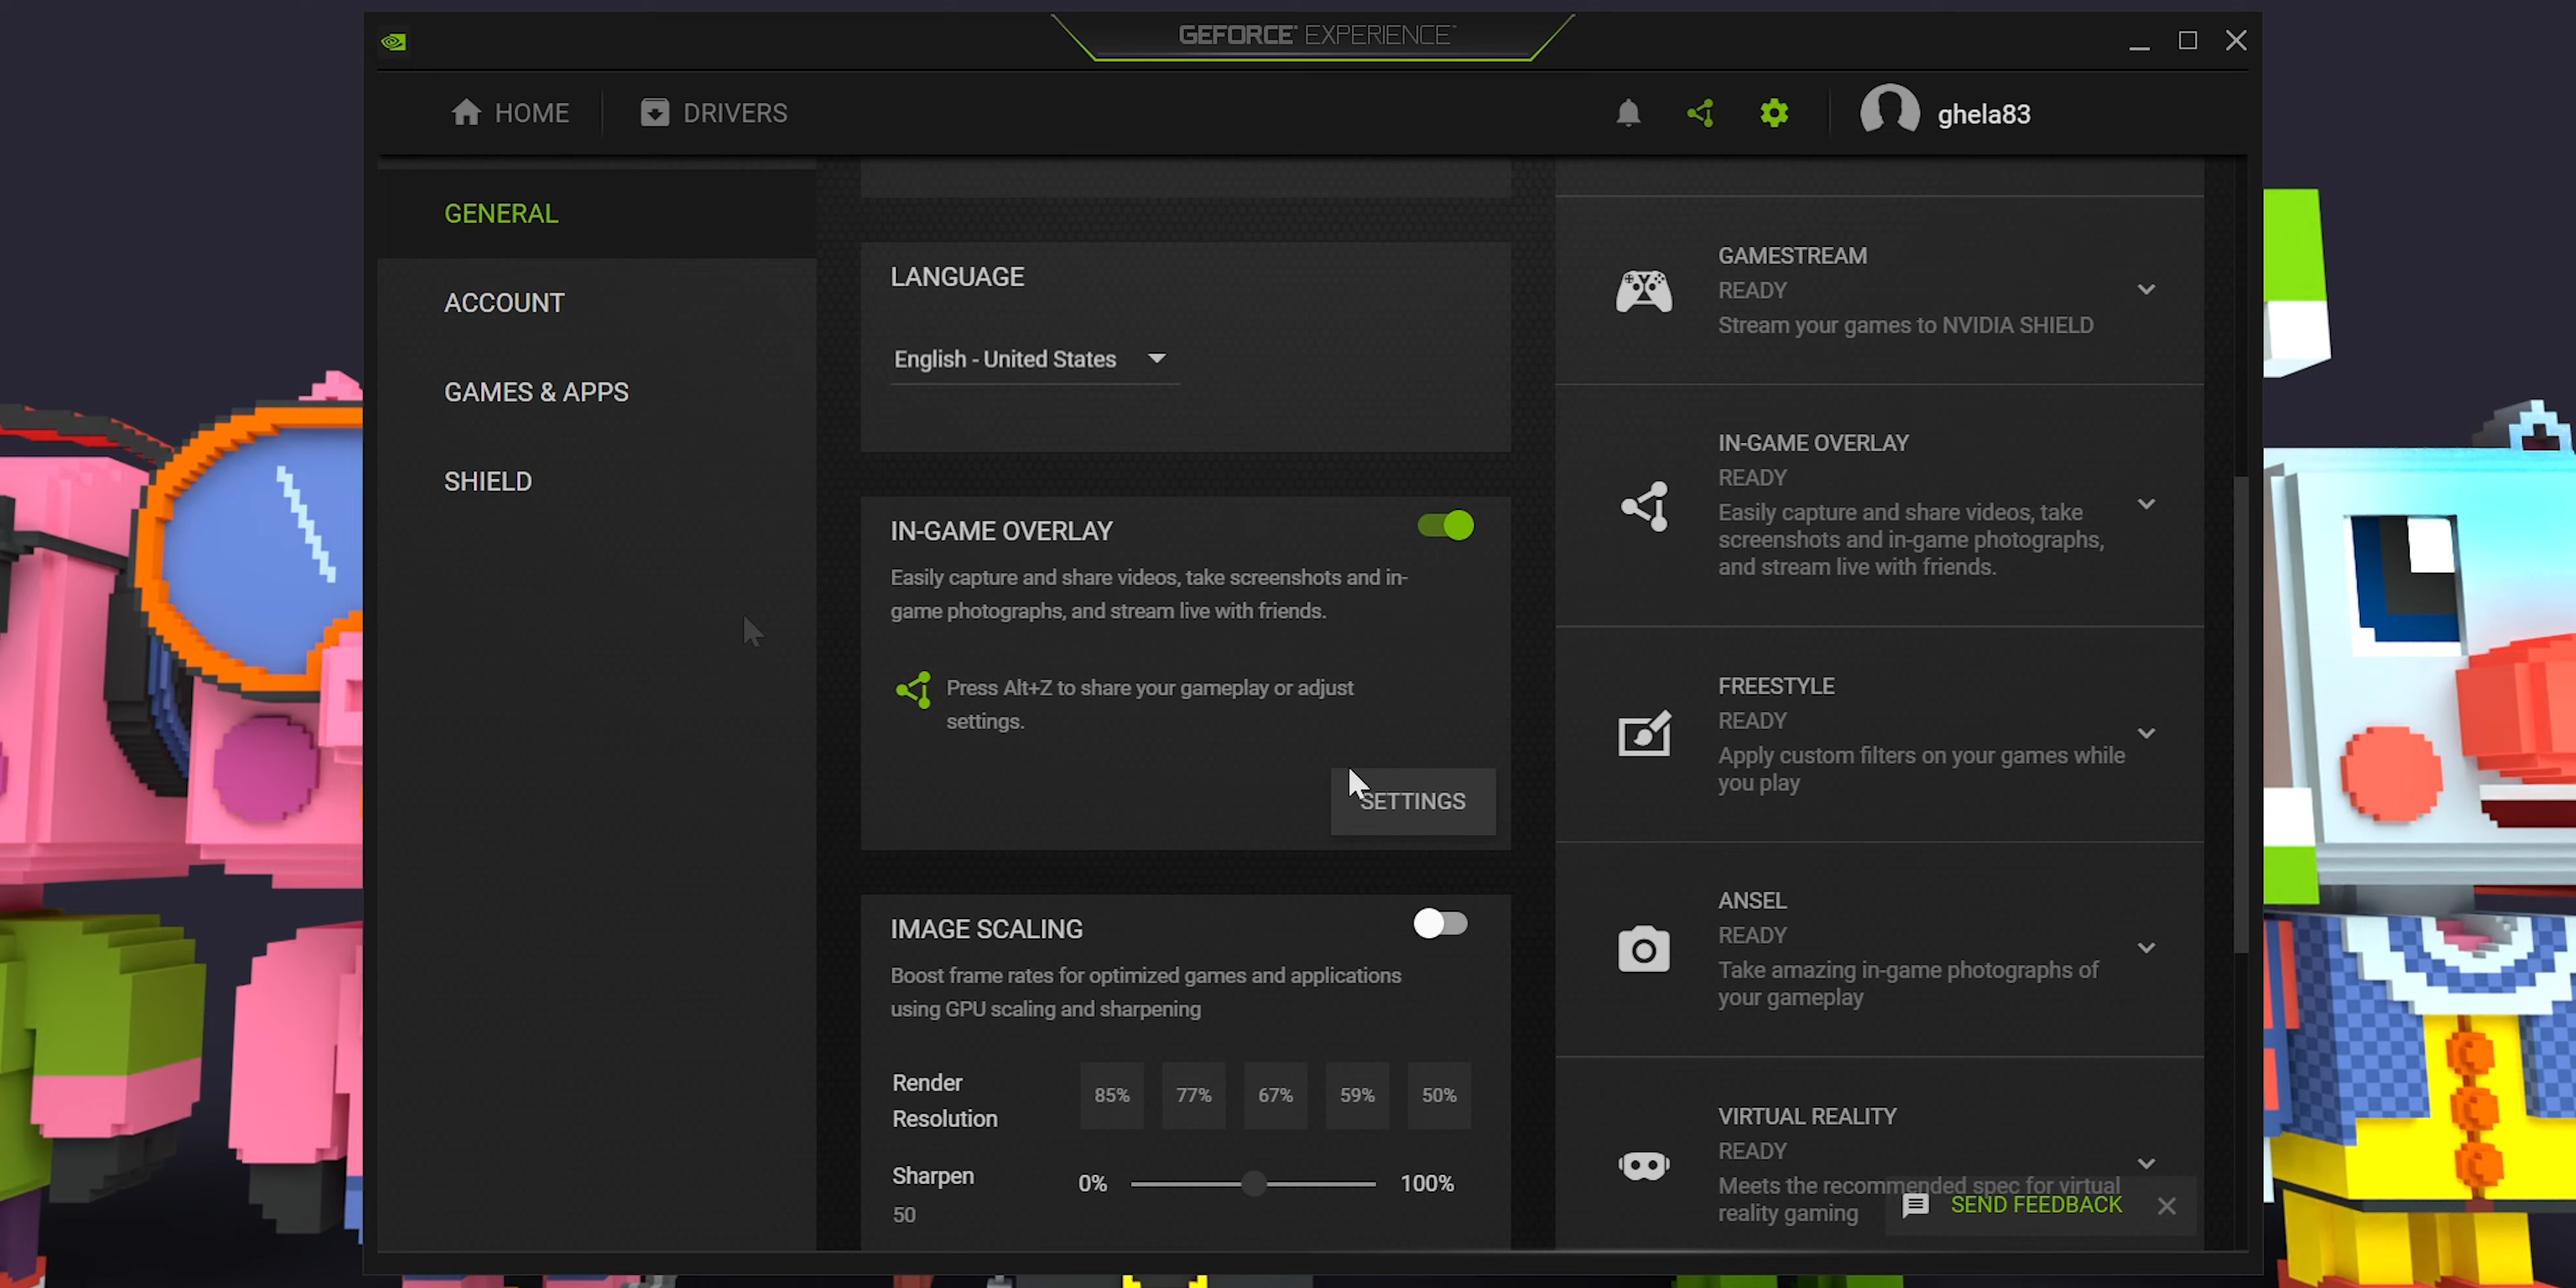 GEFORCE EXPERIENCE
HOME
DRIVERS
ghela83
GENERAL
ACCOUNT
GAMES & APPS
SHIELD
LANGUAGE
English - United States
IN-GAME OVERLAY
Easily capture and share videos, take screenshots and in-
game photographs, and stream live with friends.
Press Alt+Z to share your gameplay or adjust
settings.
SETTINGS
IMAGE SCALING
Boost frame rates for optimized games and applications
using GPU scaling and sharpening
Render
Resolution
85%
77%
67%
59%
50%
Sharpen
0%
100%
50
GAMESTREAM
READY
Stream your games to NVIDIA SHIELD
IN-GAME OVERLAY
READY
Easily capture and share videos, take
screenshots and in-game photographs,
and stream live with friends.
FREESTYLE
READY
Apply custom filters on your games while
you play
ANSEL
READY
Take amazing in-game photographs of
your gameplay
VIRTUAL REALITY
READY
Meets the recommended spec for virtual
reality gaming
SEND FEEDBACK